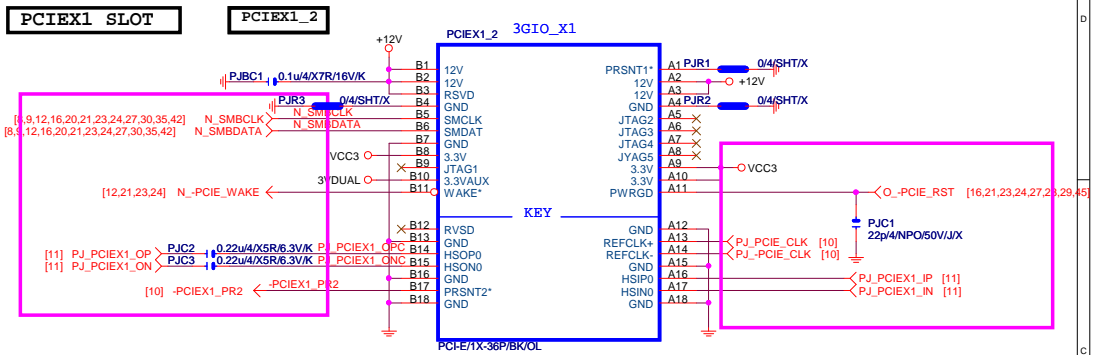 PCIEX1 SLOT
PCIEX1_2
D
+12V
PCIEX1_2
3GIO_X1
PJBC1 0.1u/4/X7R/16V/K
PJR3 0/4/SHT/X
[8,9,12,16,20,21,23,24,27,30,35,42] N_SMBCLK N_SMBCLK
[8,9,12,16,20,21,23,24,27,30,35,42] N_SMBDATA N_SMBDATA
VCC3
3VDUAL
[12,21,23,24] N_-PCIE_WAKE
[11] PJ_PCIEX1_OP PJC2 0.22u/4/X5R/6.3V/K PJ_PCIEX1_OPC
[11] PJ_PCIEX1_ON PJC3 0.22u/4/X5R/6.3V/K PJ_PCIEX1_ONC
[10] -PCIEX1_PR2 -PCIEX1_PR2
B1 12V
B2 12V
B3 RSVD
B4 GND
B5 SMCLK
B6 SMDAT
B7 GND
B8 3.3V
B9 JTAG1
B10 3.3VAUX
B11 WAKE*
KEY
B12 RVSD
B13 GND
B14 HSOP0
B15 HSON0
B16 GND
B17 PRSNT2*
B18 GND
PRSNT1* A1 PJR1 0/4/SHT/X
12V A2 +12V
12V A3
GND A4 PJR2 0/4/SHT/X
JTAG2 A5
JTAG3 A6
JTAG4 A7
JYAG5 A8
3.3V A9 VCC3
3.3V A10
PWRGD A11 O_-PCIE_RST [16,21,23,24,27,28,29,45]
PJC1
22p/4/NPO/50V/J/X
GND A12
REFCLK+ A13 PJ_PCIE_CLK [10]
REFCLK- A14 PJ_-PCIE_CLK [10]
GND A15
HSIP0 A16 PJ_PCIEX1_IP [11]
HSIN0 A17 PJ_PCIEX1_IN [11]
GND A18
PCI-E/1X-36P/BK/OL
C